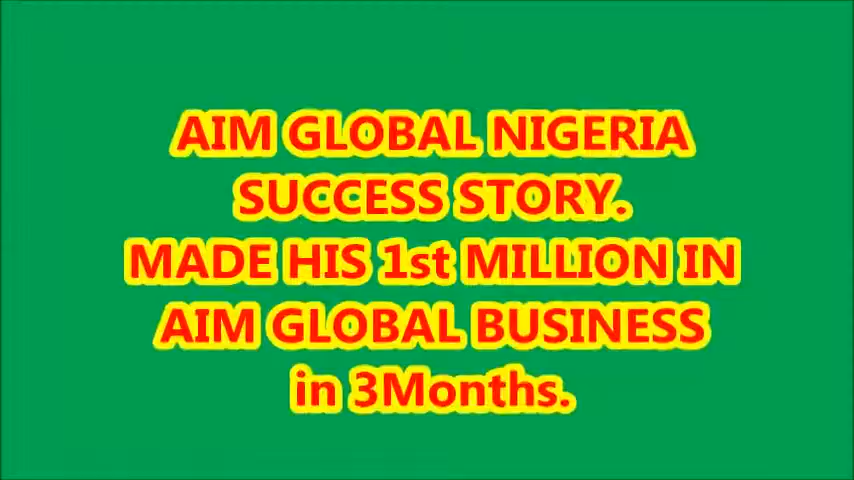 AIM GLOBAL NIGERIA
SUCCESS STORY.
MADE HIS 1st MILLION IN
AIM GLOBAL BUSINESS
in 3Months.